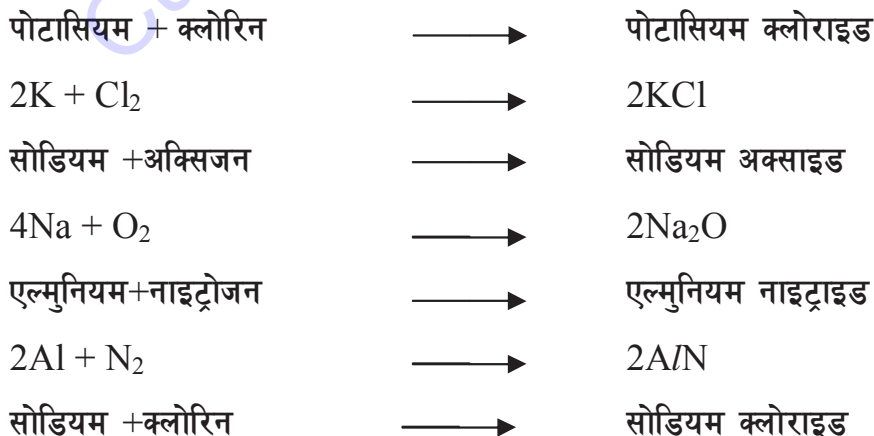 पोटासियम + क्लोरिन ⟶ पोटासियम क्लोराइड
2K + Cl₂ ⟶ 2KCl
सोडियम +अक्सिजन ⟶ सोडियम अक्साइड
4Na + O₂ ⟶ 2Na₂O
एल्मुनियम+नाइट्रोजन ⟶ एल्मुनियम नाइट्राइड
2Al + N₂ ⟶ 2AlN
सोडियम +क्लोरिन ⟶ सोडियम क्लोराइड